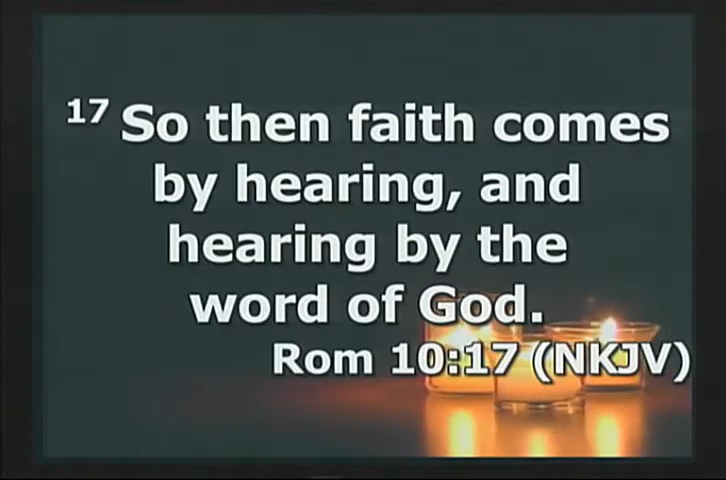 17 So then faith comes
by hearing, and
hearing by the
word of God.
Rom 10:17 (NKJV)